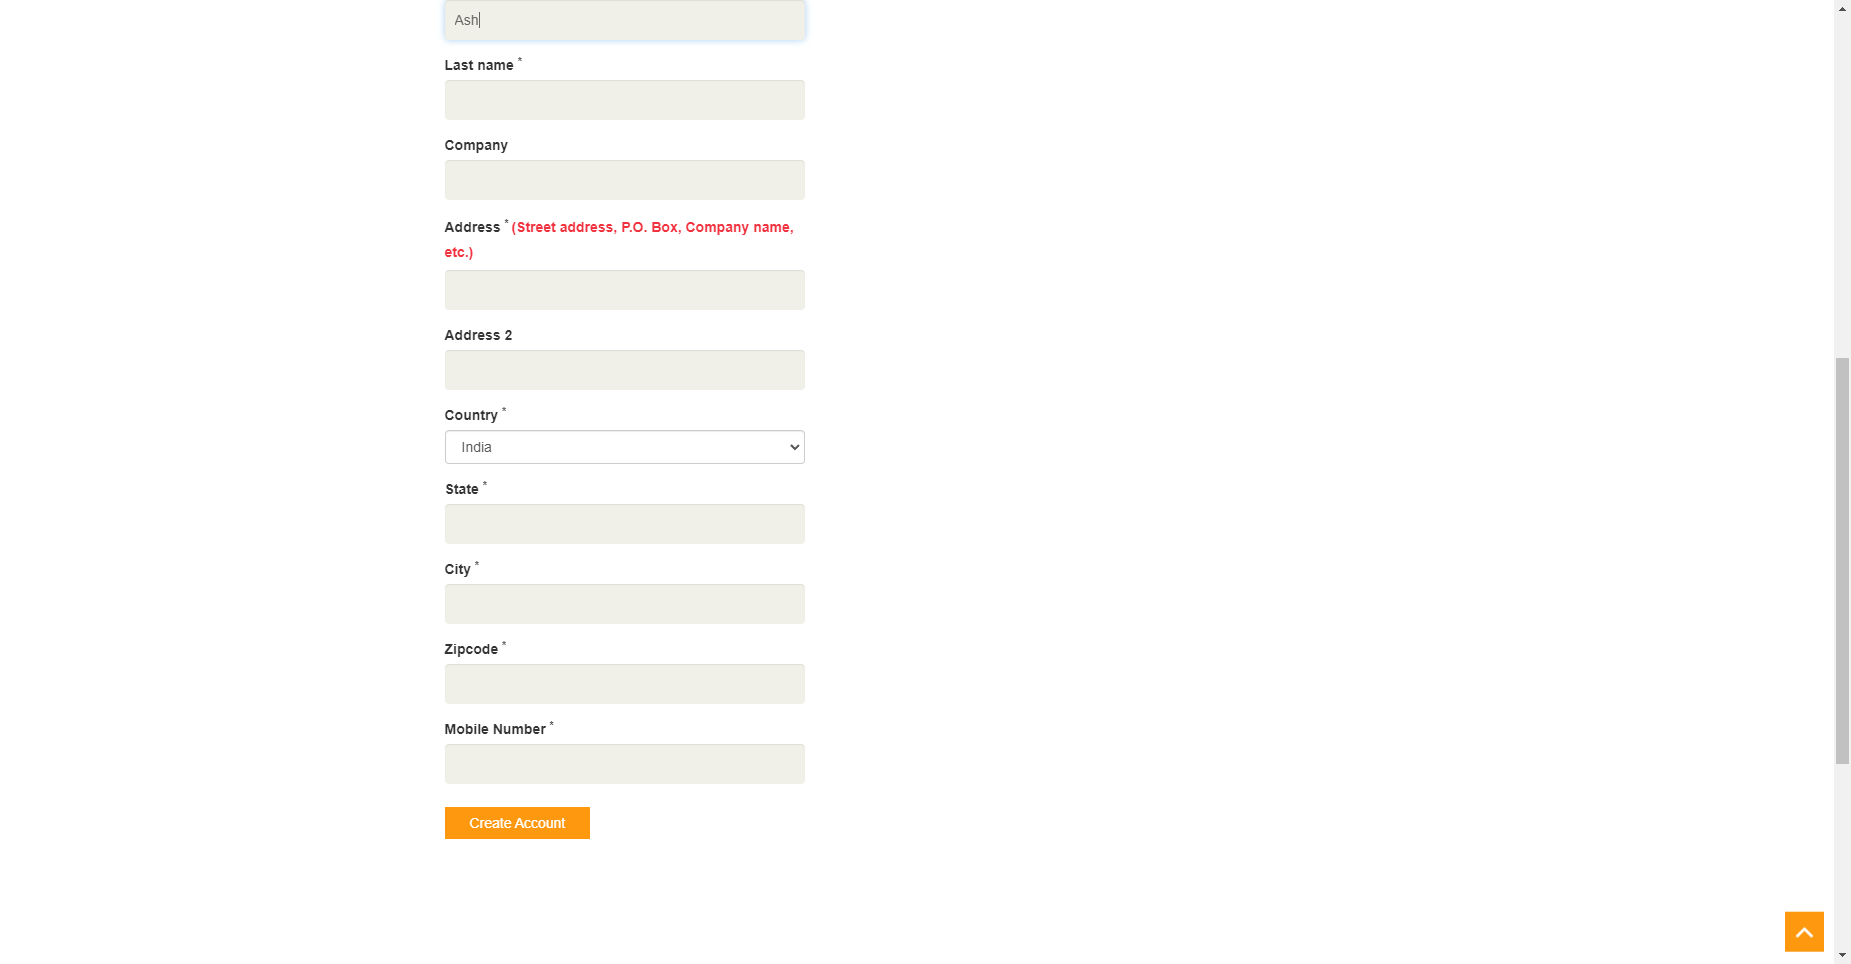 Ash
Last name *
Company
Address * (Street address, P.O. Box, Company name,
etc.)
Address 2
Country *
India
State *
City *
Zipcode *
Mobile Number *
Create Account